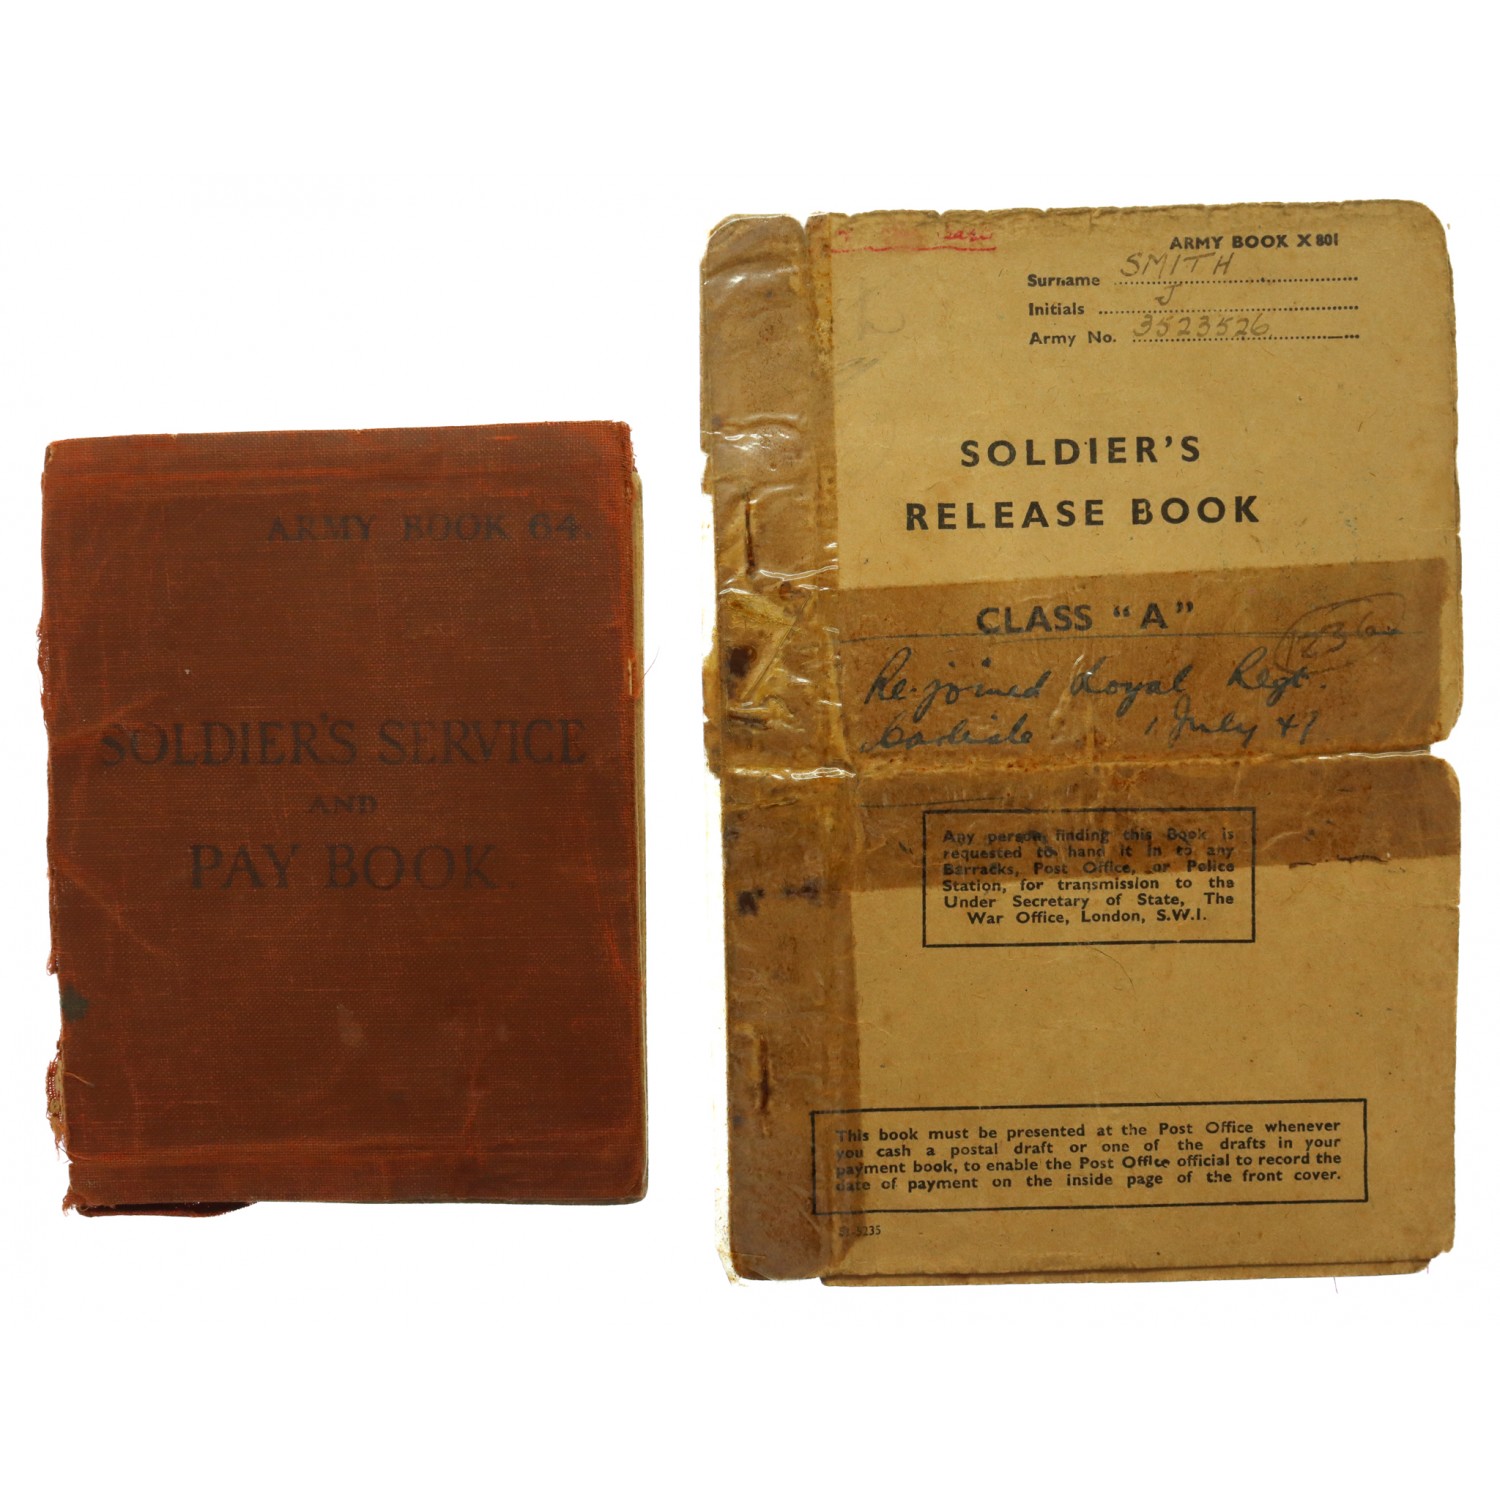 ARMY BOOK 64.
SOLDIER'S SERVICE
AND
PAY BOOK
ARMY BOOK X 801
Surname SMITH
Initials J
Army No. 3523526
SOLDIER'S
RELEASE BOOK
CLASS "A"
Re-joined Royal Regt.
Carlisle 1 July 47
Any person finding this Book is
requested to hand it in to any
Barracks, Post Office, or Police
Station, for transmission to the
Under Secretary of State, The
War Office, London, S.W.1.
This book must be presented at the Post Office whenever
you cash a postal draft or one of the drafts in your
payment book, to enable the Post Office official to record the
date of payment on the inside page of the front cover.